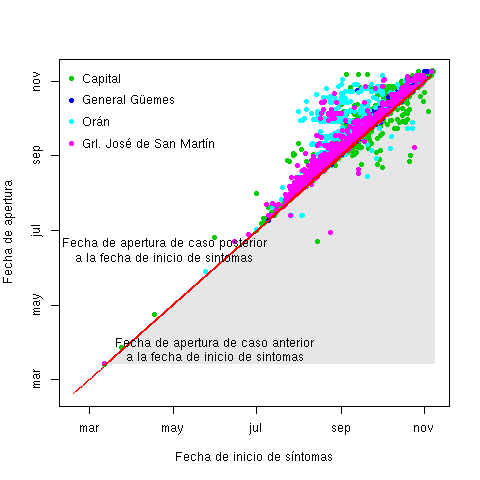 Capital
General Güemes
Orán
Grl. José de San Martín
Fecha de apertura de caso posterior
a la fecha de inicio de sintomas
Fecha de apertura de caso anterior
a la fecha de inicio de sintomas
Fecha de apertura
mar
may
jul
sep
nov
mar
may
jul
sep
nov
Fecha de inicio de síntomas